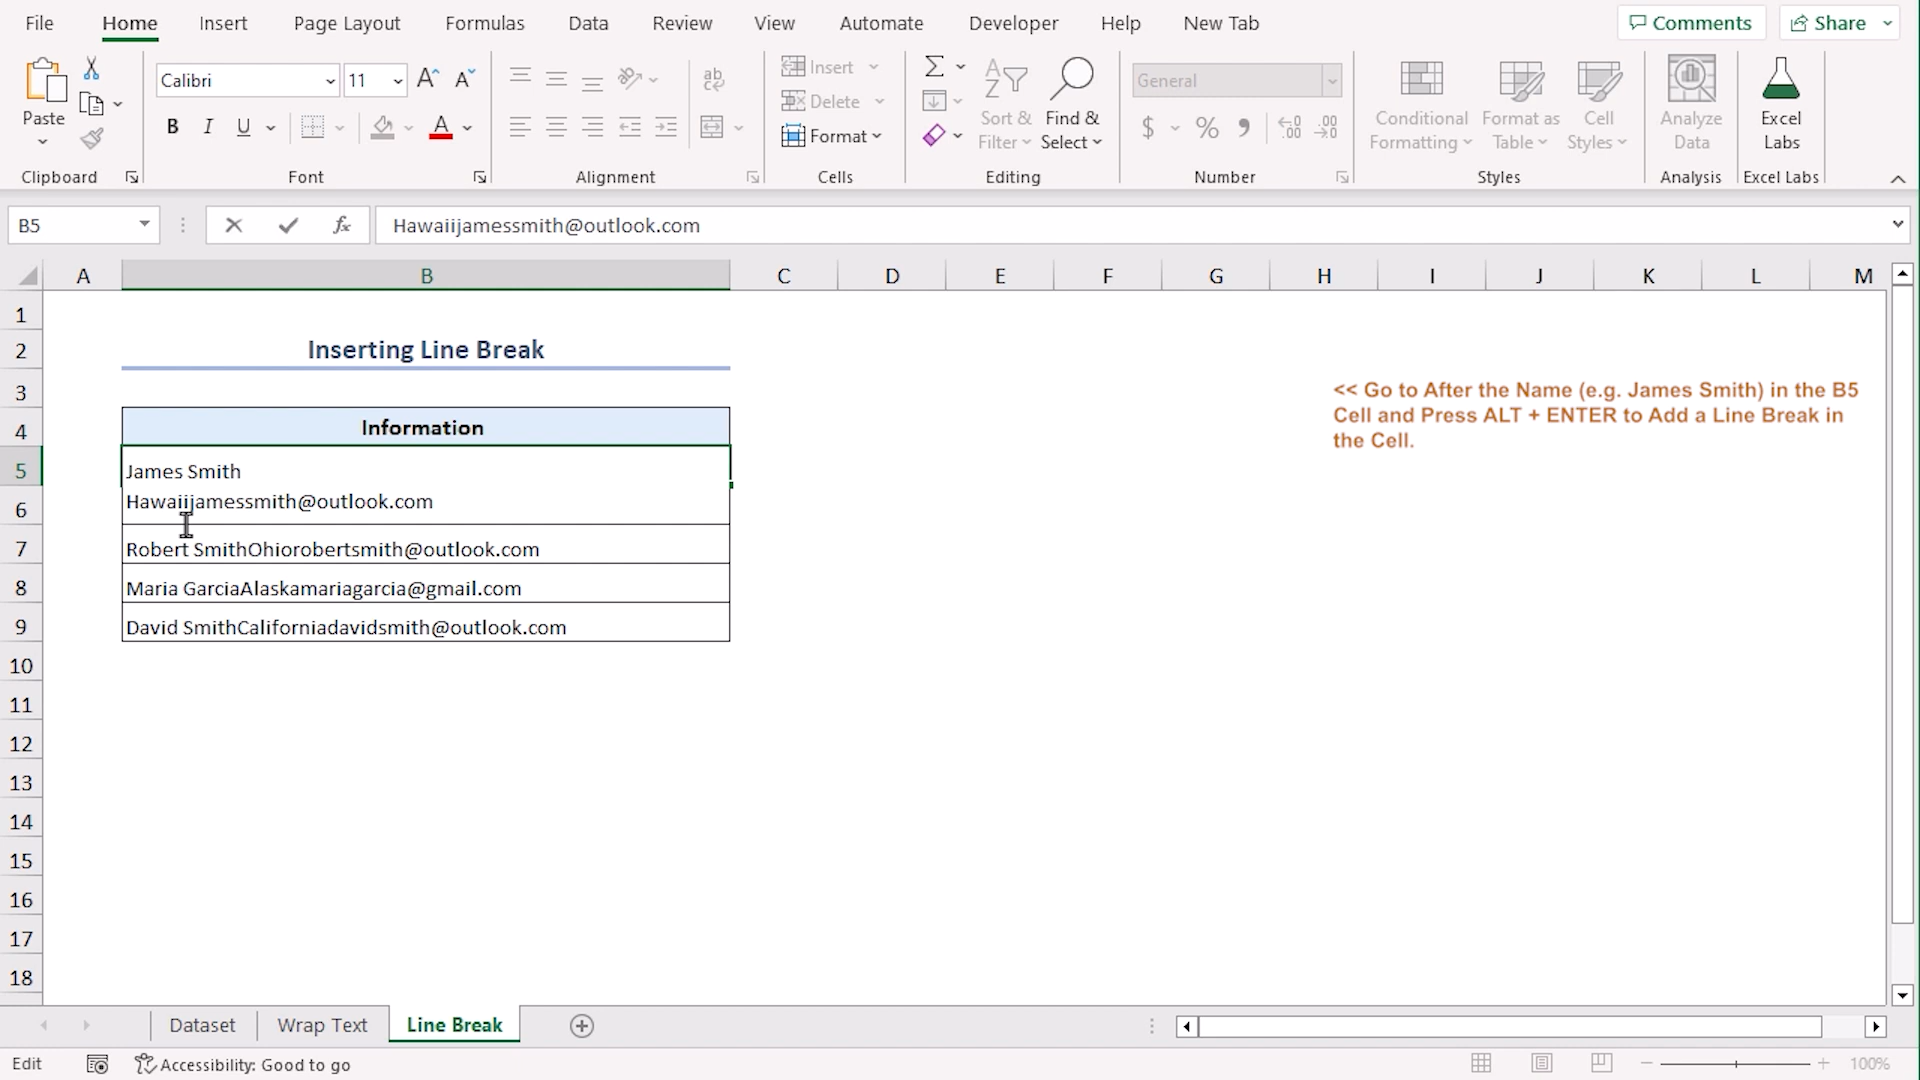 File Home Insert Page Layout Formulas Data Review View Automate Developer Help New Tab Comments Share
Calibri 11 A A ab Insert General
Delete
Paste B I U A Format Sort & Find & $ % Conditional Format as Cell Analyze Excel
Filter Select Formatting Table Styles Data Labs
Clipboard Font Alignment Cells Editing Number Styles Analysis Excel Labs
B5 fx Hawaiijamessmith@outlook.com
A B C D E F G H I J K L M
1
2 Inserting Line Break
3 << Go to After the Name (e.g. James Smith) in the B5
Cell and Press ALT + ENTER to Add a Line Break in
the Cell.
4 Information
5 James Smith
6 Hawaiijamessmith@outlook.com
7 Robert SmithOhiorobertsmith@outlook.com
8 Maria GarciaAlaskamariagarcia@gmail.com
9 David SmithCaliforniadavidsmith@outlook.com
10
11
12
13
14
15
16
17
18
Dataset Wrap Text Line Break
Edit Accessibility: Good to go 100%